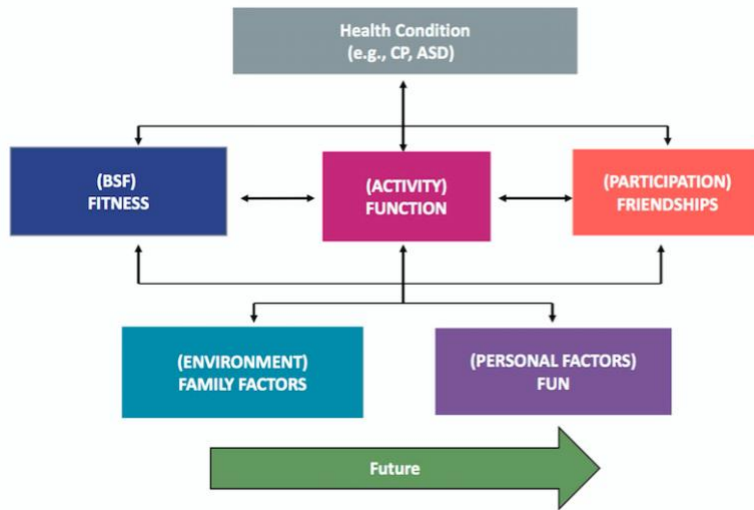 Health Condition
(e.g., CP, ASD)
(BSF)
FITNESS
(ACTIVITY)
FUNCTION
(PARTICIPATION)
FRIENDSHIPS
(ENVIRONMENT)
FAMILY FACTORS
(PERSONAL FACTORS)
FUN
Future